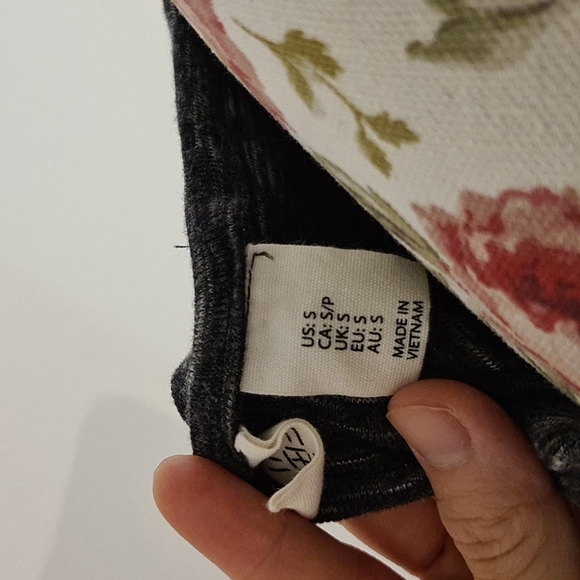 US: S
CA: S/P
UK: S
EU: S
AU: S
MADE IN
VIETNAM